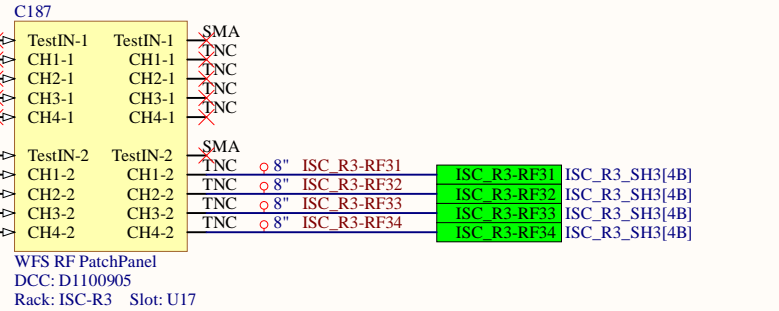 C187
TestIN-1 TestIN-1 SMA
CH1-1 CH1-1 TNC
CH2-1 CH2-1 TNC
CH3-1 CH3-1 TNC
CH4-1 CH4-1 TNC
TestIN-2 TestIN-2 SMA
CH1-2 CH1-2 TNC 8" ISC_R3-RF31 ISC_R3-RF31 ISC_R3_SH3[4B]
CH2-2 CH2-2 TNC 8" ISC_R3-RF32 ISC_R3-RF32 ISC_R3_SH3[4B]
CH3-2 CH3-2 TNC 8" ISC_R3-RF33 ISC_R3-RF33 ISC_R3_SH3[4B]
CH4-2 CH4-2 TNC 8" ISC_R3-RF34 ISC_R3-RF34 ISC_R3_SH3[4B]
WFS RF PatchPanel
DCC: D1100905
Rack: ISC-R3 Slot: U17